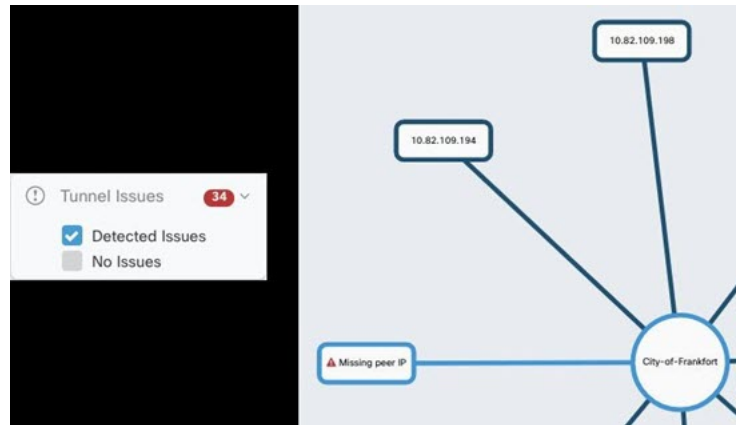 Tunnel Issues 34
Detected Issues
No Issues
10.82.109.198
10.82.109.194
Missing peer IP
City-of-Frankfort